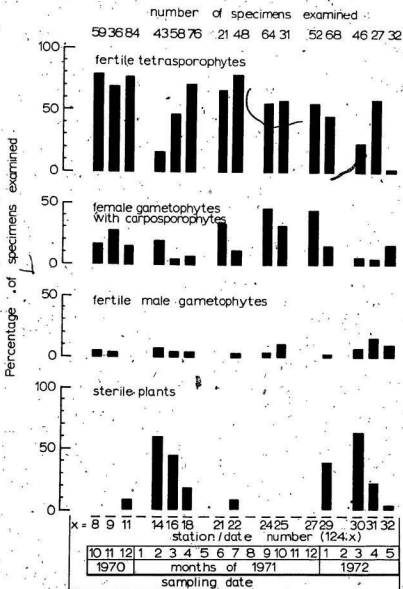 number of specimens examined
59 36 84 43 58 76 21 48 64 31 52 68 46 27 32
100
fertile tetrasporophytes
50
0
50
female gametophytes
with carposporophytes
0
50
fertile male gametophytes
0
100
sterile plants
50
0
Percentage of specimens examined
x = 8 9 11 14 16 18 21 22 24 25 27 29 30 31 32
station/date number (124:x)
10 11 12 1 2 3 4 5 6 7 8 9 10 11 12 1 2 3 4 5
1970 months of 1971 1972
sampling date